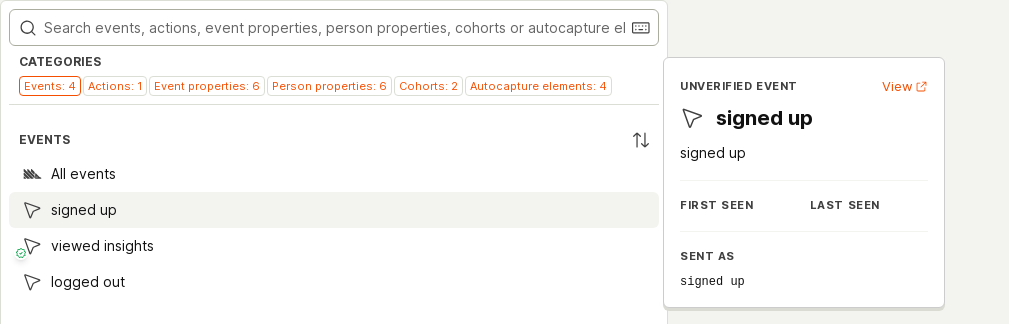 Search events, actions, event properties, person properties, cohorts or autocapture el
CATEGORIES
Events: 4 Actions: 1 Event properties: 6 Person properties: 6 Cohorts: 2 Autocapture elements: 4
EVENTS
All events
signed up
viewed insights
logged out
UNVERIFIED EVENT View
signed up
signed up
FIRST SEEN LAST SEEN
SENT AS
signed up